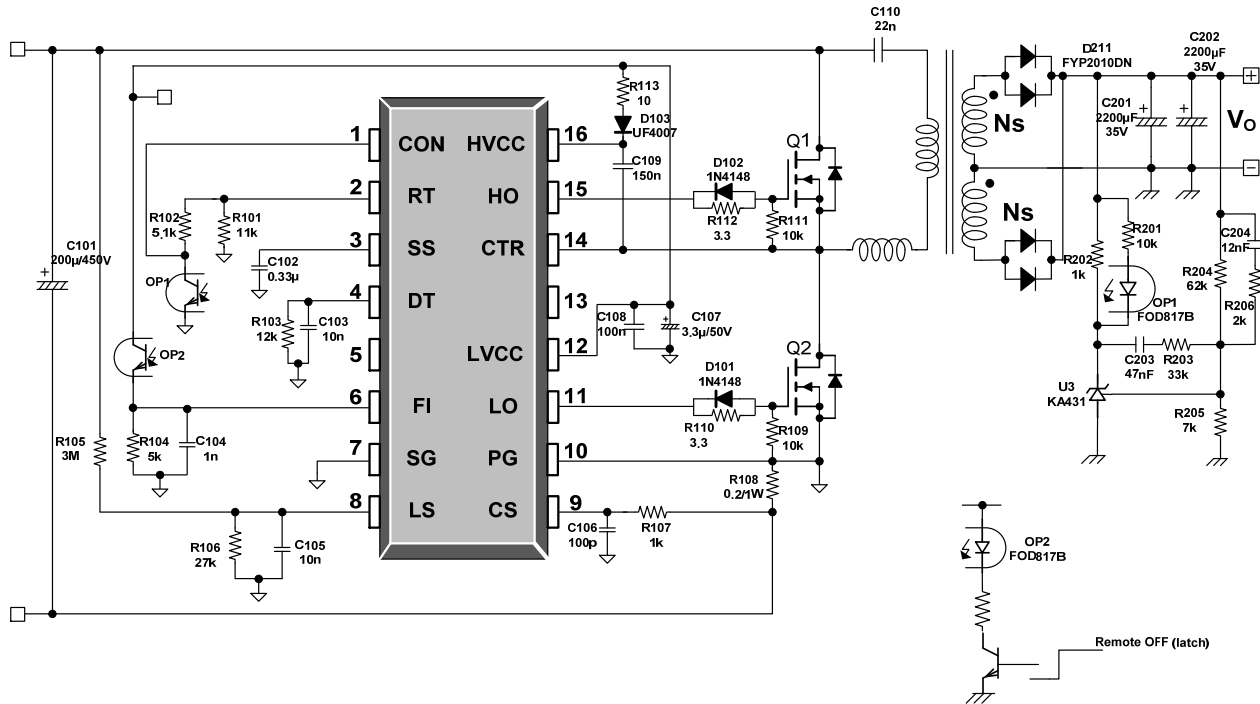 C110
22n
D211
FYP2010DN
C202
2200µF
35V
R113
10
D103
UF4007
C201
2200µF
35V
+
VO
-
Ns
Ns
1
CON
HVCC
16
C109
150n
Q1
D102
1N4148
R112
3.3
R111
10k
2
RT
HO
15
R102
5.1k
R101
11k
3
SS
CTR
14
C101
200µ/450V
+
C102
0.33µ
OP1
4
DT
13
R103
12k
C103
10n
C108
100n
+
C107
3.3µ/50V
5
LVCC
12
OP2
Q2
D101
1N4148
R110
3.3
R109
10k
6
FI
LO
11
R105
3M
R104
5k
C104
1n
7
SG
PG
10
R108
0.2/1W
8
LS
CS
9
C106
100p
R107
1k
R106
27k
C105
10n
+
+
R201
10k
R202
1k
OP1
FOD817B
C204
12nF
R204
62k
R206
2k
C203
47nF
R203
33k
U3
KA431
R205
7k
OP2
FOD817B
Remote OFF (latch)